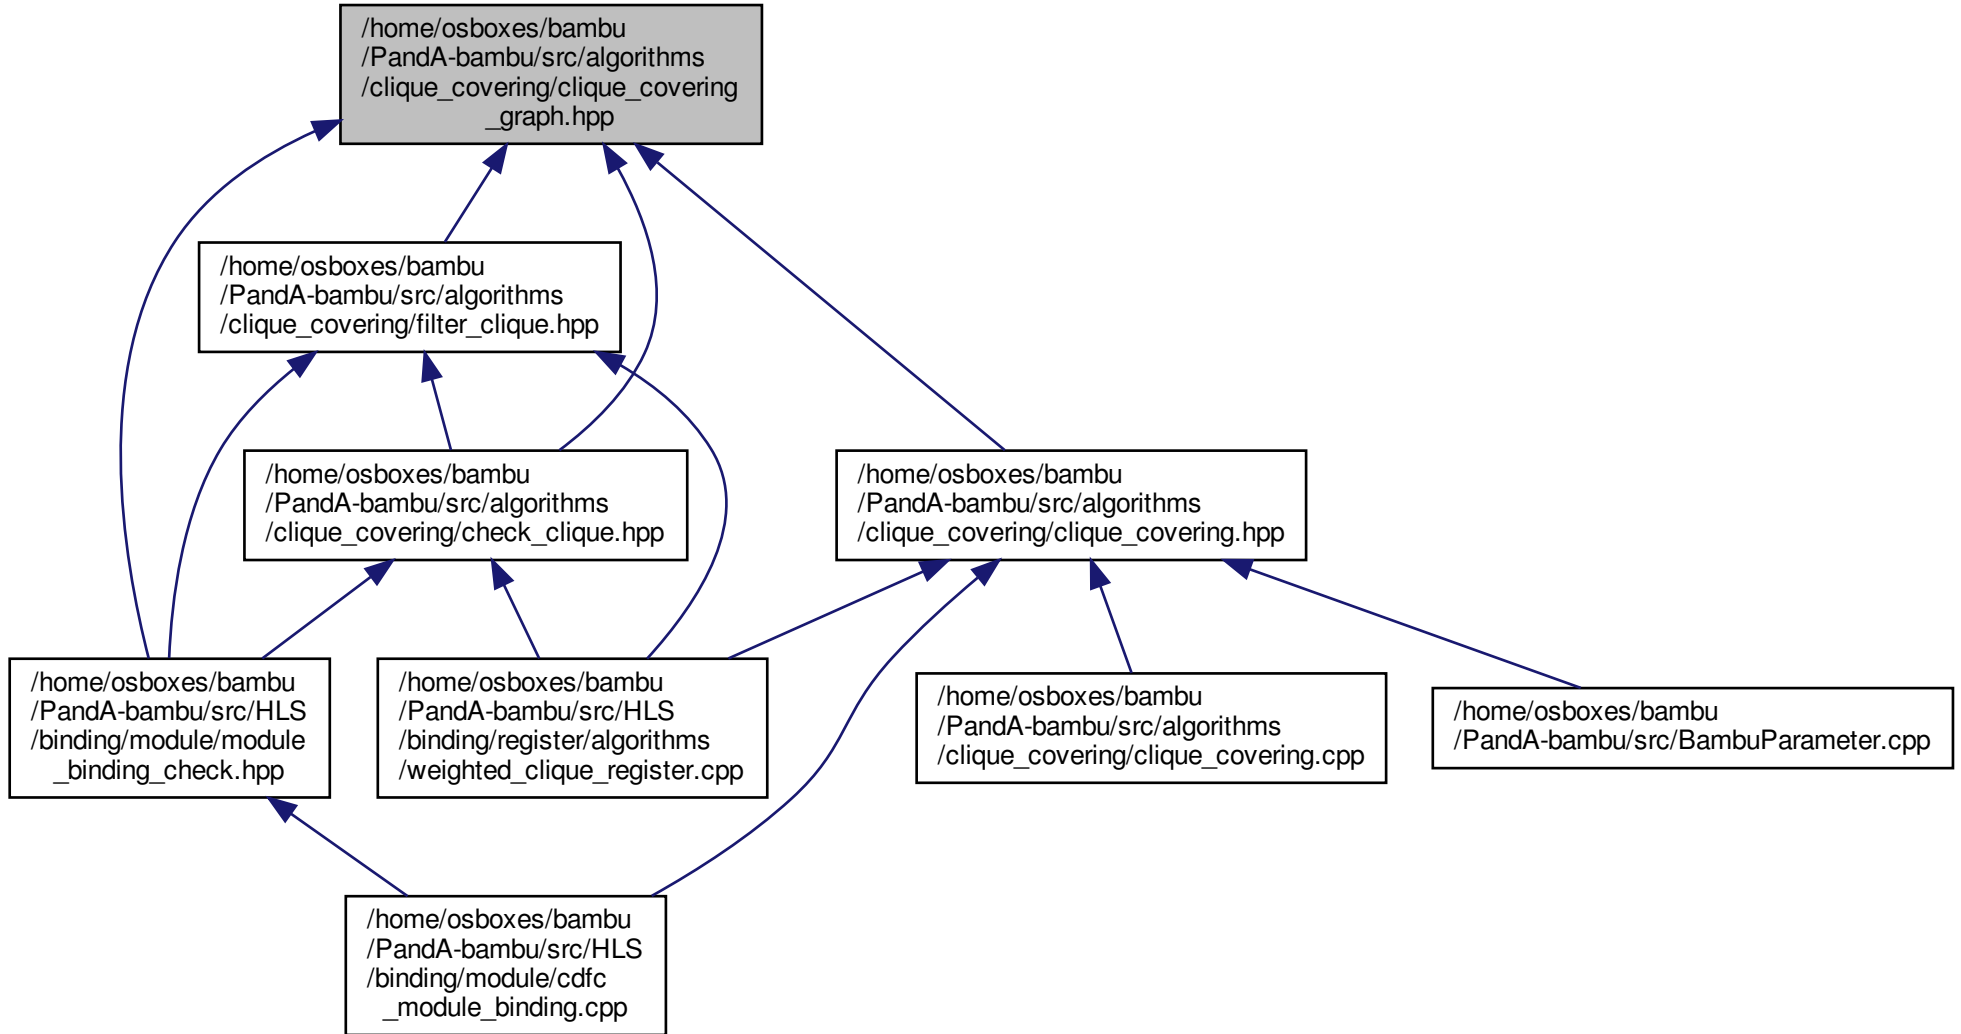 /home/osboxes/bambu
/PandA-bambu/src/algorithms
/clique_covering/clique_covering
_graph.hpp
/home/osboxes/bambu
/PandA-bambu/src/algorithms
/clique_covering/filter_clique.hpp
/home/osboxes/bambu
/PandA-bambu/src/algorithms
/clique_covering/check_clique.hpp
/home/osboxes/bambu
/PandA-bambu/src/algorithms
/clique_covering/clique_covering.hpp
/home/osboxes/bambu
/PandA-bambu/src/HLS
/binding/module/module
_binding_check.hpp
/home/osboxes/bambu
/PandA-bambu/src/HLS
/binding/register/algorithms
/weighted_clique_register.cpp
/home/osboxes/bambu
/PandA-bambu/src/algorithms
/clique_covering/clique_covering.cpp
/home/osboxes/bambu
/PandA-bambu/src/BambuParameter.cpp
/home/osboxes/bambu
/PandA-bambu/src/HLS
/binding/module/cdfc
_module_binding.cpp